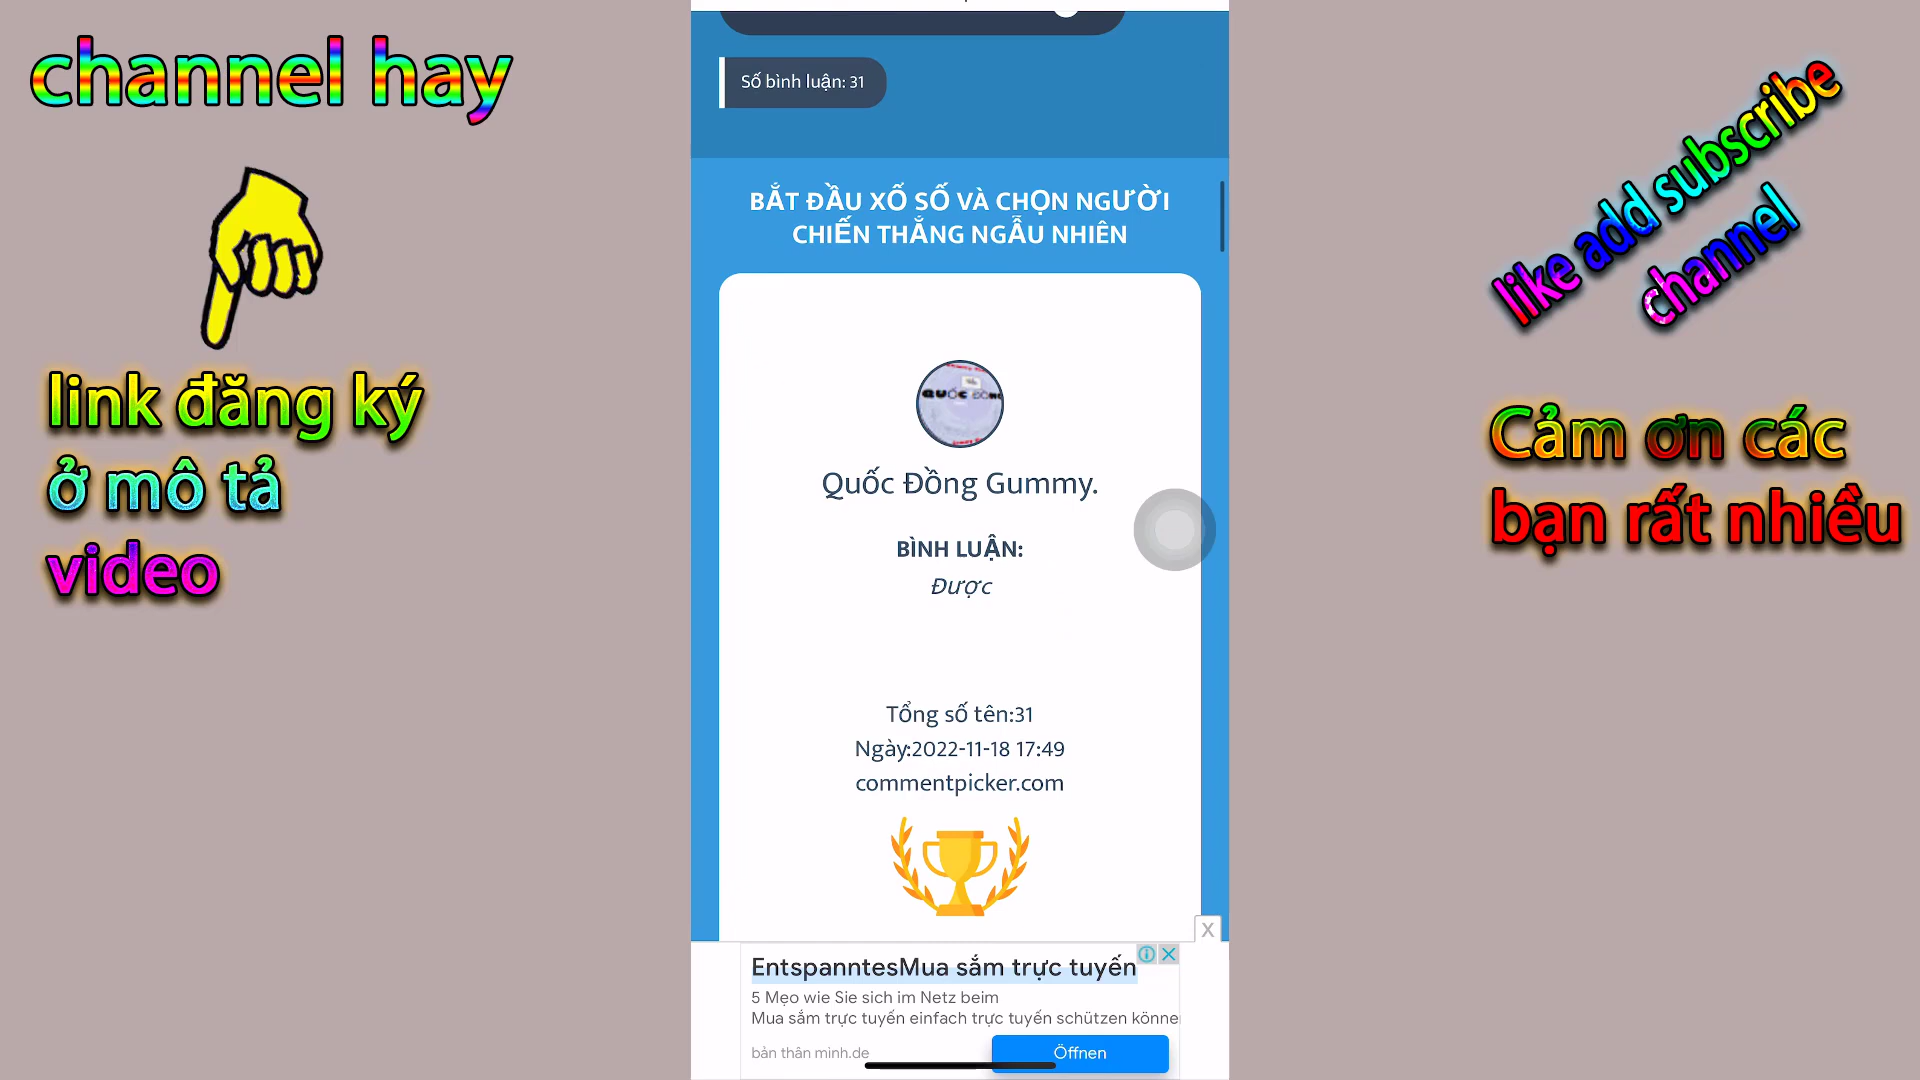 channel hay
link đăng ký
ở mô tả
video
Số bình luận: 31
BẮT ĐẦU XỔ SỐ VÀ CHỌN NGƯỜI
CHIẾN THẮNG NGẪU NHIÊN
QUỐC ĐỒNG
Quốc Đồng Gummy.
BÌNH LUẬN:
Được
Tổng số tên:31
Ngày:2022-11-18 17:49
commentpicker.com
X
EntspanntesMua sắm trực tuyến
5 Mẹo wie Sie sich im Netz beim
Mua sắm trực tuyến einfach trực tuyến schützen könne
bản thân mình.de
Öffnen
like add subscribe
channel
Cảm ơn các
bạn rất nhiều